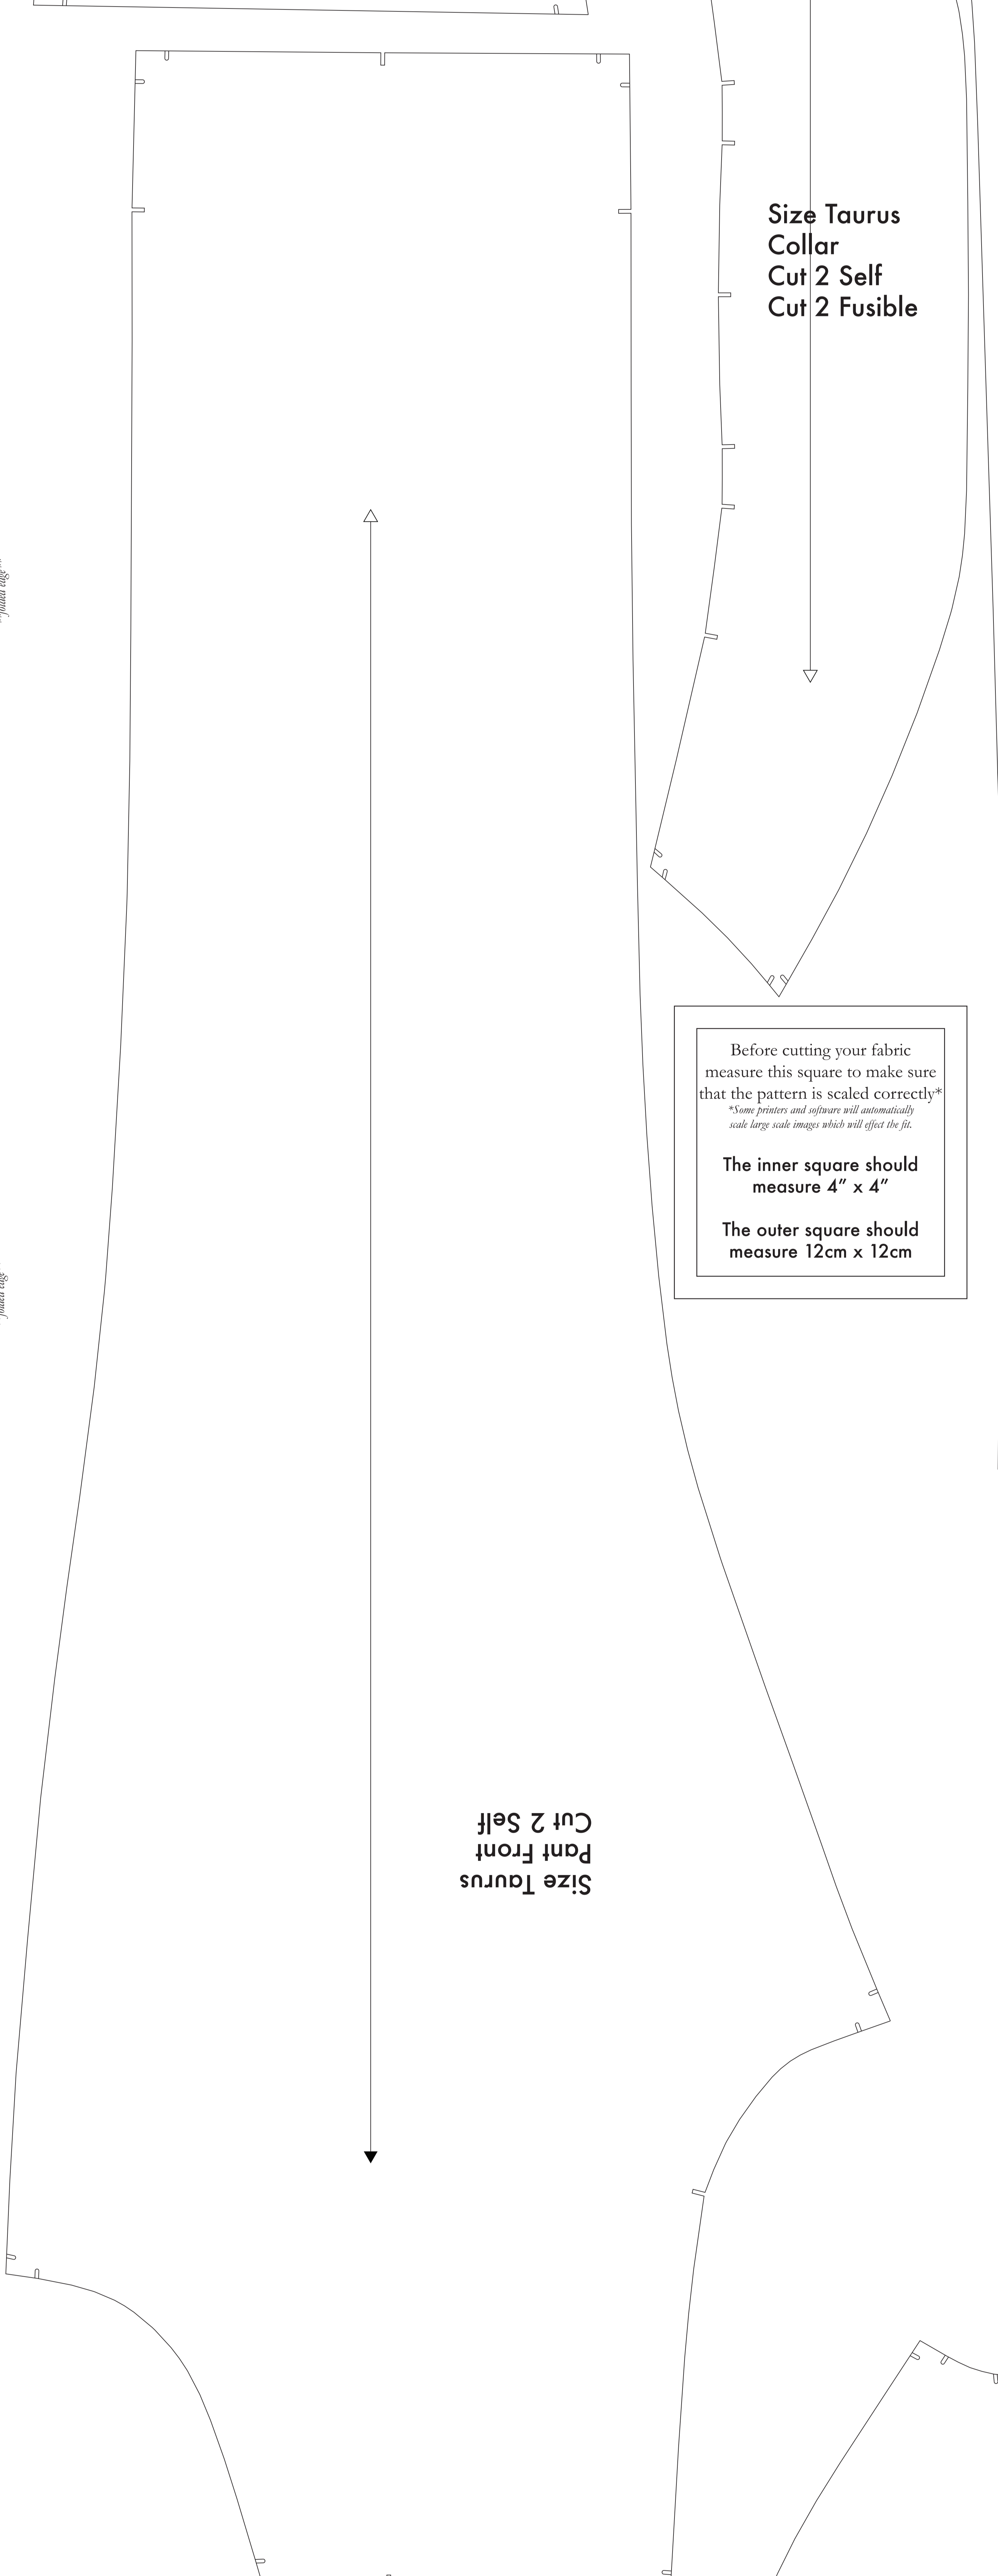 Size Taurus
Collar
Cut 2 Self
Cut 2 Fusible
Before cutting your fabric
measure this square to make sure
that the pattern is scaled correctly*
*Some printers and software will automatically
scale large scale images which will effect the fit.
The inner square should
measure 4” x 4”
The outer square should
measure 12cm x 12cm
Size Taurus
Pant Front
Cut 2 Self